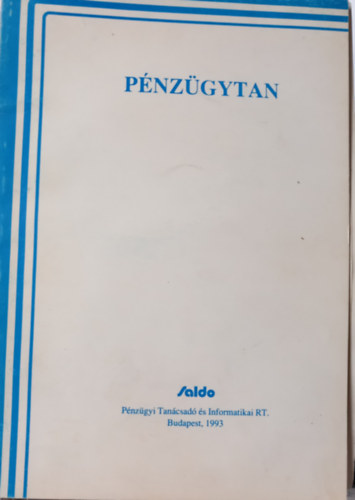 PÉNZÜGYTAN
Saldo
Pénzügyi Tanácsadó és Informatikai RT.
Budapest, 1993